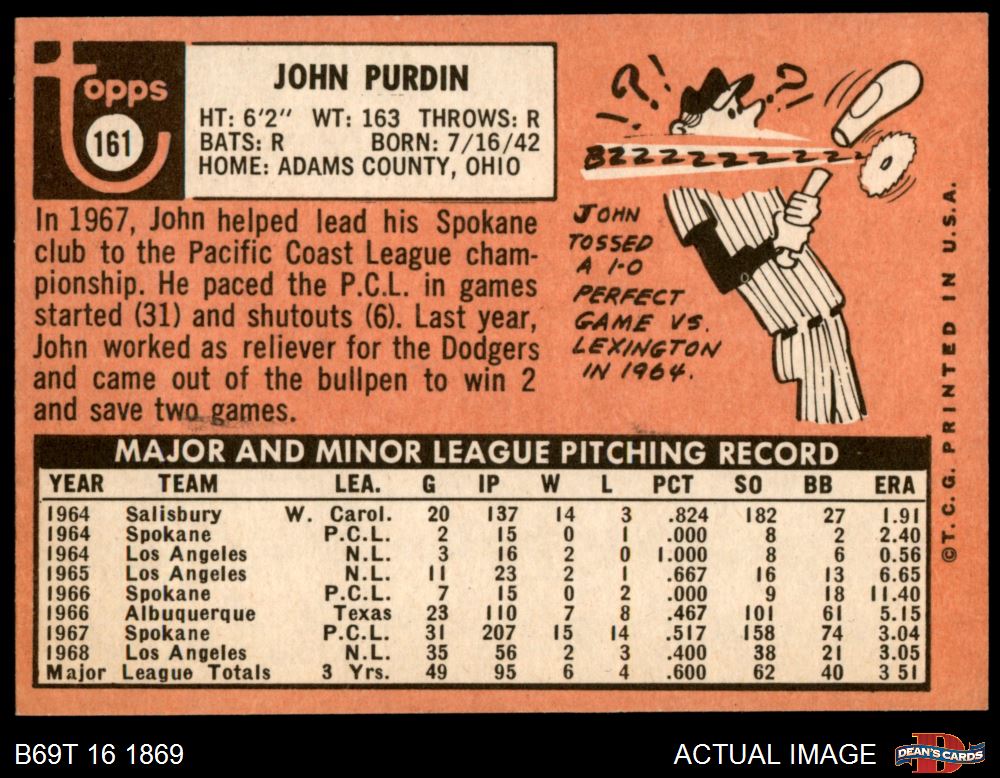 Topps
161
JOHN PURDIN
HT: 6'2" WT: 163 THROWS: R
BATS: R BORN: 7/16/42
HOME: ADAMS COUNTY, OHIO
In 1967, John helped lead his Spokane
club to the Pacific Coast League cham-
pionship. He paced the P.C.L. in games
started (31) and shutouts (6). Last year,
John worked as reliever for the Dodgers
and came out of the bullpen to win 2
and save two games.
?! ?
BZZZZZZZZZZ
JOHN
TOSSED
A 1-0
PERFECT
GAME VS.
LEXINGTON
IN 1964.
©T. C. G. PRINTED IN U.S.A.
MAJOR AND MINOR LEAGUE PITCHING RECORD
YEAR TEAM LEA. G IP W L PCT SO BB ERA
1964 Salisbury W. Carol. 20 137 14 3 .824 182 27 1.91
1964 Spokane P.C.L. 2 15 0 1 .000 8 2 2.40
1964 Los Angeles N.L. 3 16 2 0 1.000 8 6 0.56
1965 Los Angeles N.L. 11 23 2 1 .667 16 13 6.65
1966 Spokane P.C.L. 7 15 0 2 .000 9 18 11.40
1966 Albuquerque Texas 23 110 7 8 .467 101 61 5.15
1967 Spokane P.C.L. 31 207 15 14 .517 158 74 3.04
1968 Los Angeles N.L. 35 56 2 3 .400 38 21 3.05
Major League Totals 3 Yrs. 49 95 6 4 .600 62 40 3 51
B69T 16 1869
ACTUAL IMAGE
DEAN'S CARDS